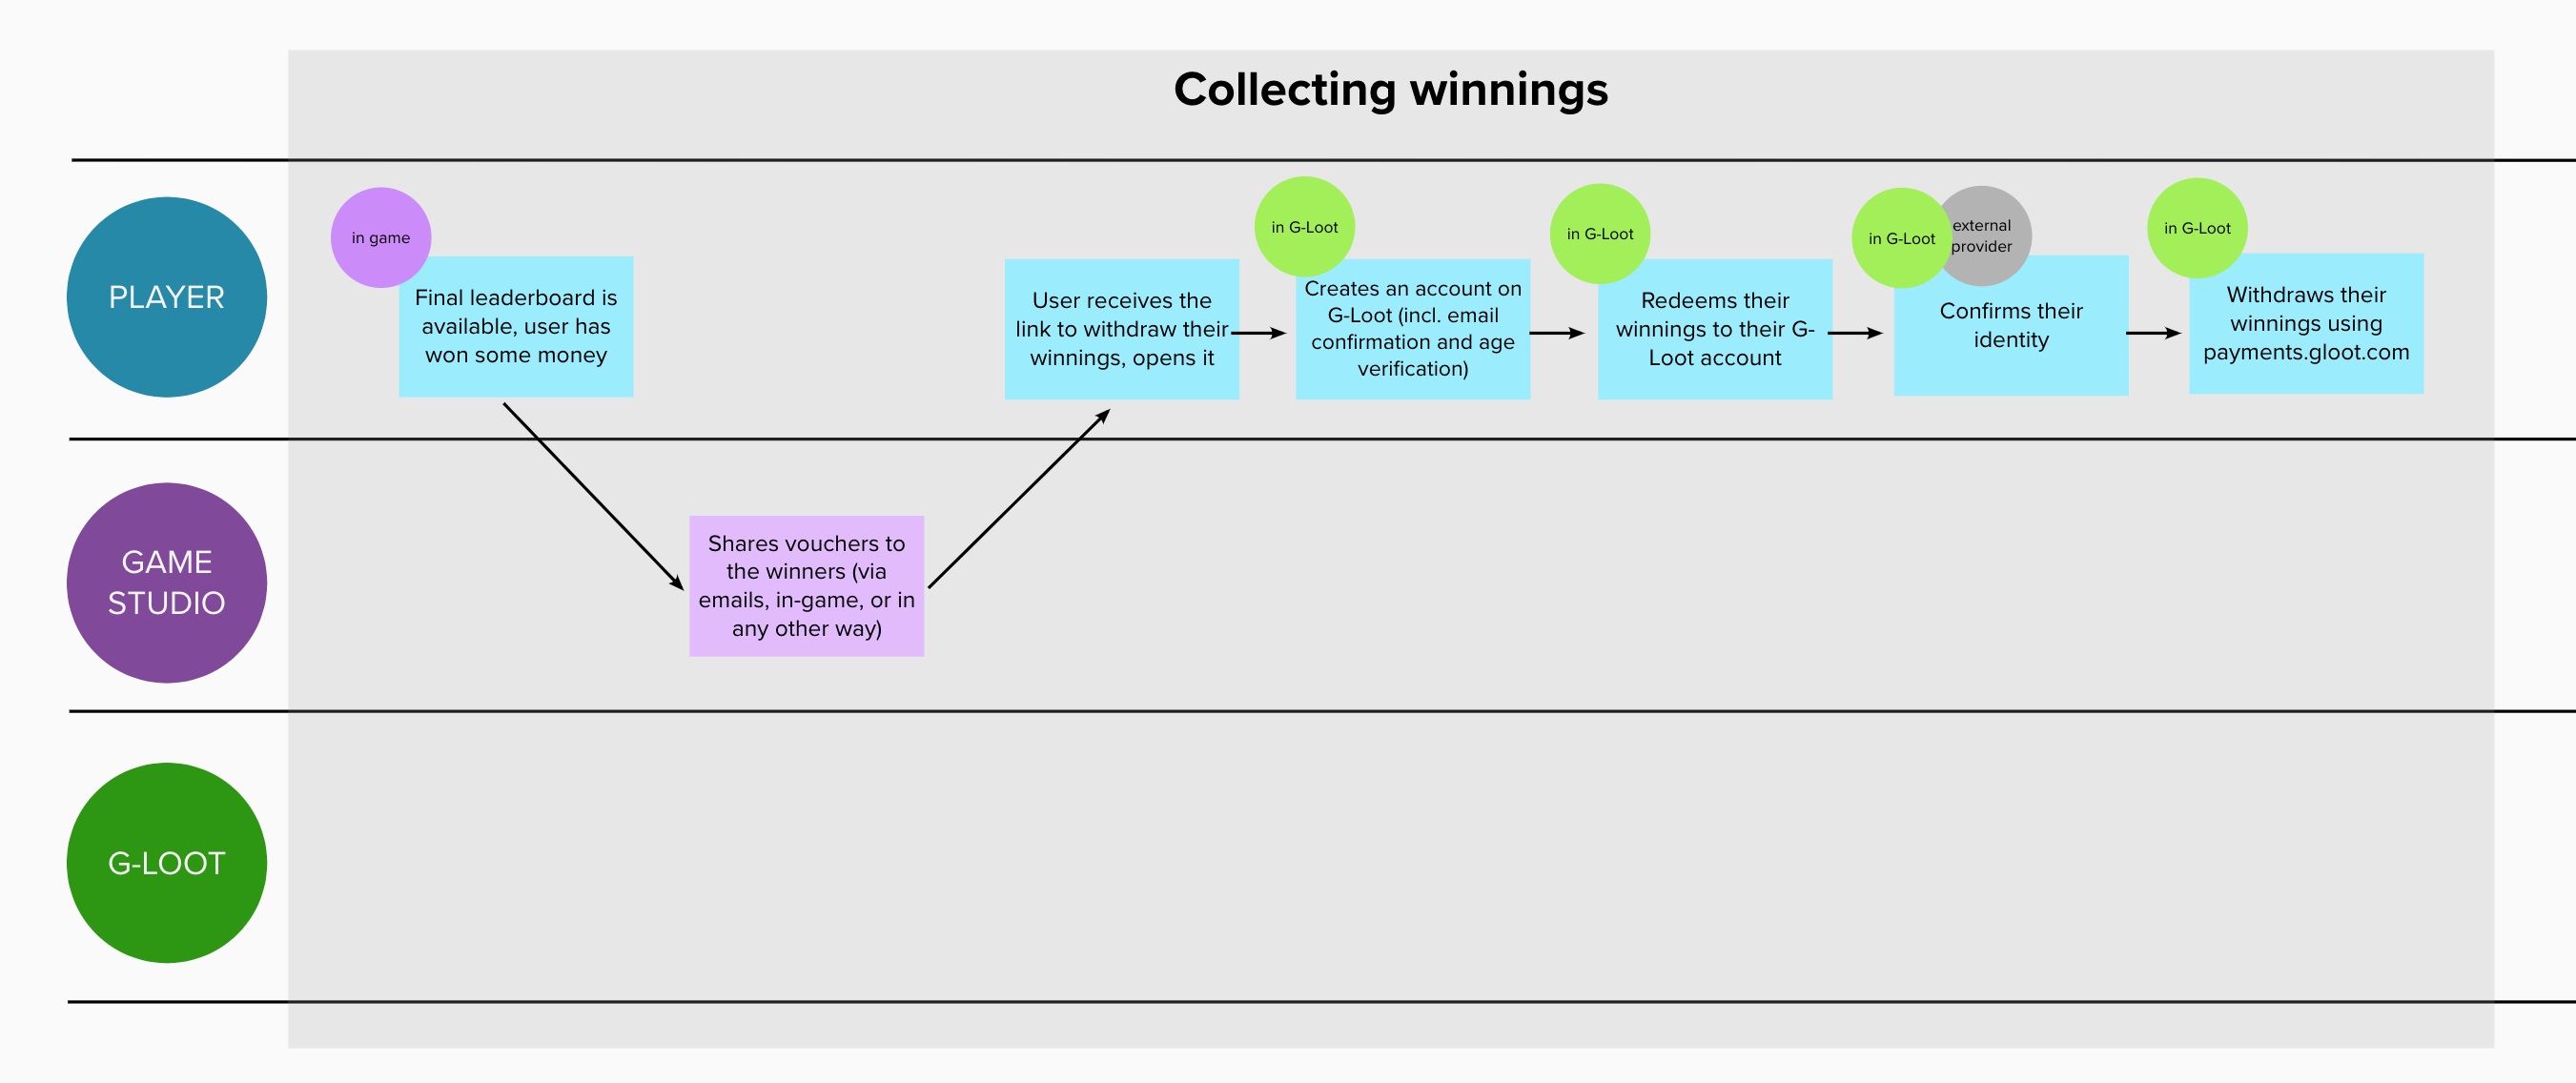 Collecting winnings
PLAYER
in game
Final leaderboard is
available, user has
won some money
User receives the
link to withdraw their
winnings, opens it
in G-Loot
Creates an account on
G-Loot (incl. email
confirmation and age
verification)
in G-Loot
Redeems their
winnings to their G-
Loot account
in G-Loot
external
provider
Confirms their
identity
in G-Loot
Withdraws their
winnings using
payments.gloot.com
GAME
STUDIO
Shares vouchers to
the winners (via
emails, in-game, or in
any other way)
G-LOOT